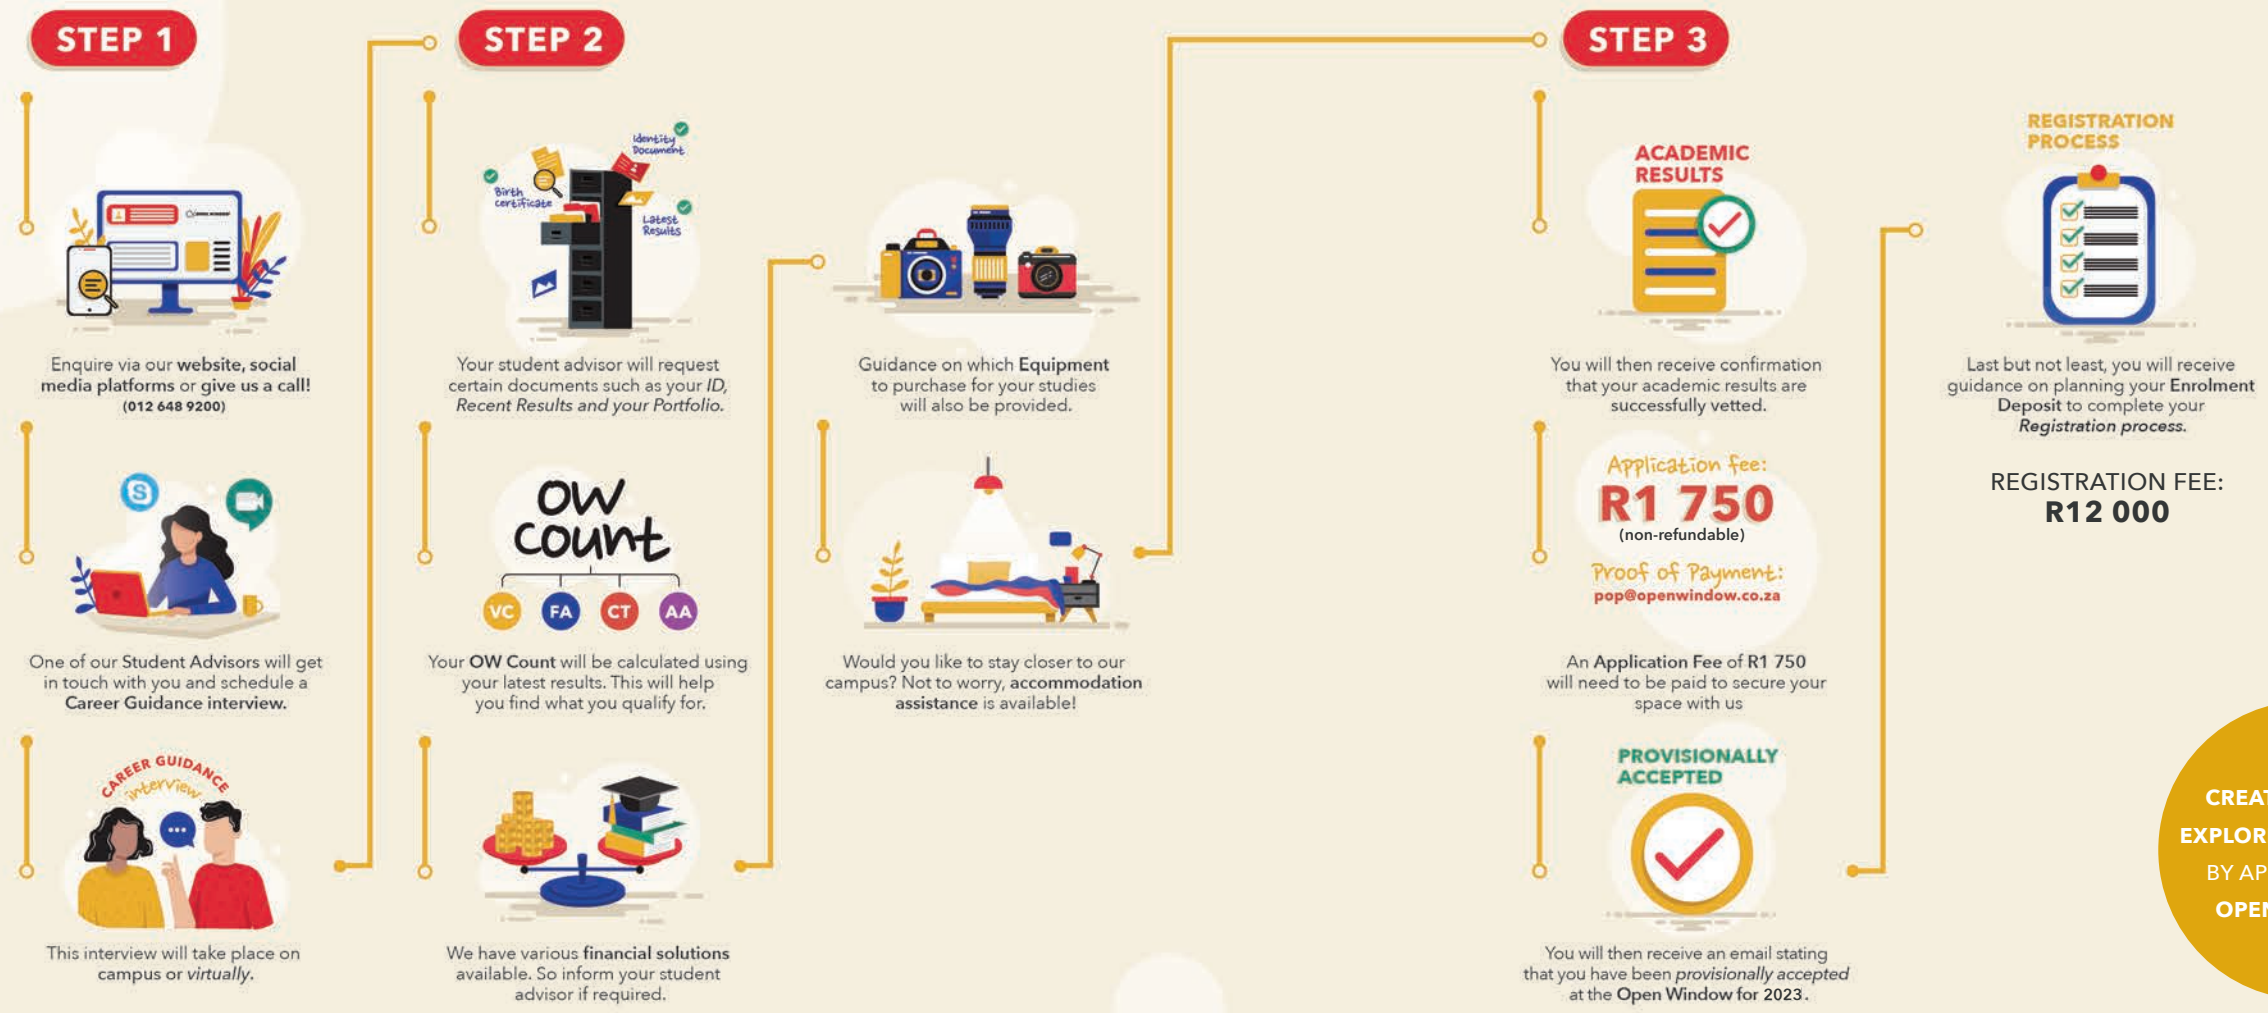 STEP 1
Enquire via our website, social
media platforms or give us a call!
(012 648 9200)
One of our Student Advisors will get
in touch with you and schedule a
Career Guidance interview.
CAREER GUIDANCE
interview
This interview will take place on
campus or virtually.
STEP 2
Identity
Document
Birth
certificate
Latest
Results
Your student advisor will request
certain documents such as your ID,
Recent Results and your Portfolio.
OW
Count
VC FA CT AA
Your OW Count will be calculated using
your latest results. This will help
you find what you qualify for.
We have various financial solutions
available. So inform your student
advisor if required.
Guidance on which Equipment
to purchase for your studies
will also be provided.
Would you like to stay closer to our
campus? Not to worry, accommodation
assistance is available!
STEP 3
ACADEMIC
RESULTS
You will then receive confirmation
that your academic results are
successfully vetted.
Application fee:
R1 750
(non-refundable)
Proof of Payment:
pop@openwindow.co.za
An Application Fee of R1 750
will need to be paid to secure your
space with us
PROVISIONALLY
ACCEPTED
You will then receive an email stating
that you have been provisionally accepted
at the Open Window for 2023.
REGISTRATION
PROCESS
Last but not least, you will receive
guidance on planning your Enrolment
Deposit to complete your
Registration process.
REGISTRATION FEE:
R12 000
CREAT
EXPLOR
BY AP
OPEN